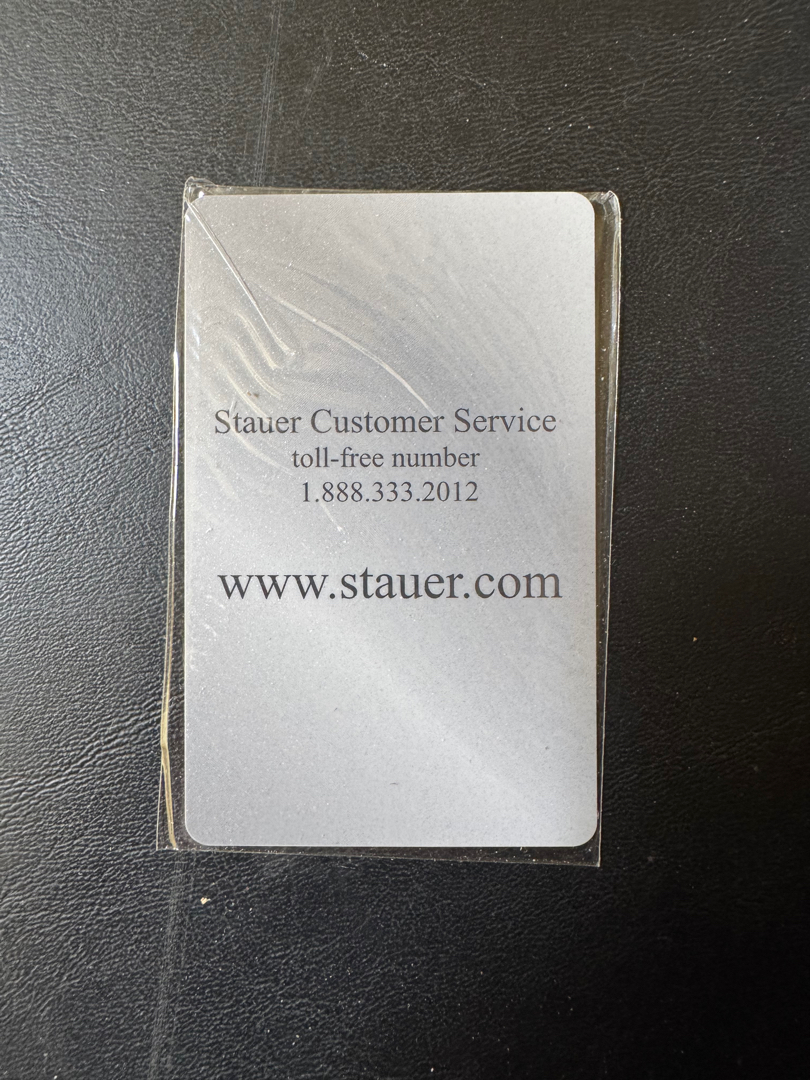 Stauer Customer Service
toll-free number
1.888.333.2012
www.stauer.com